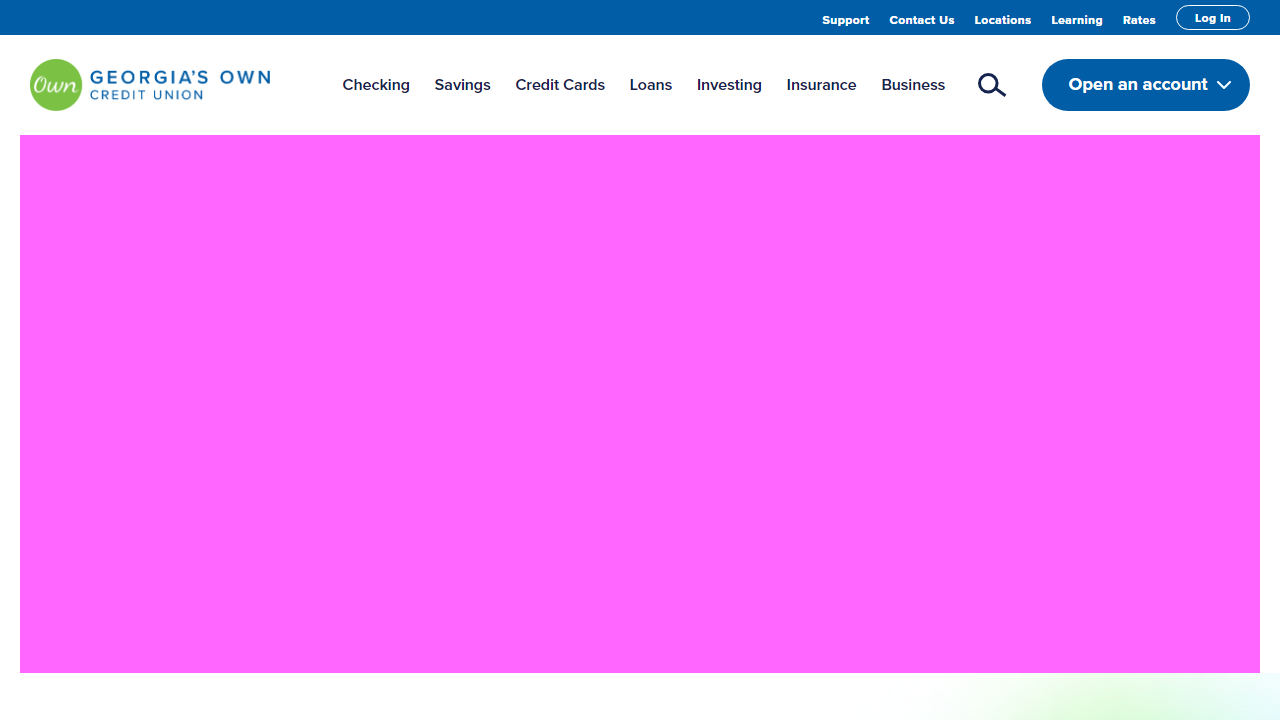 Support Contact Us Locations Learning Rates Log In
Own GEORGIA'S OWN
CREDIT UNION
Checking Savings Credit Cards Loans Investing Insurance Business Open an account